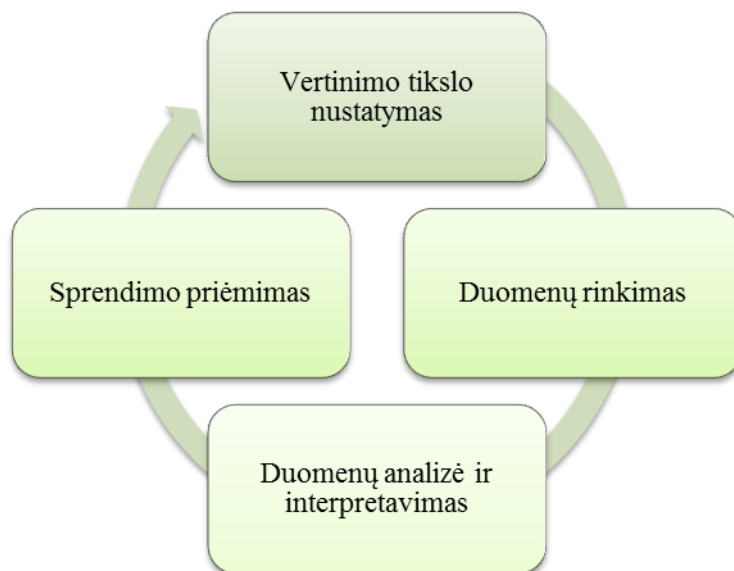 Vertinimo tikslo
nustatymas
Duomenų rinkimas
Duomenų analizė ir
interpretavimas
Sprendimo priėmimas